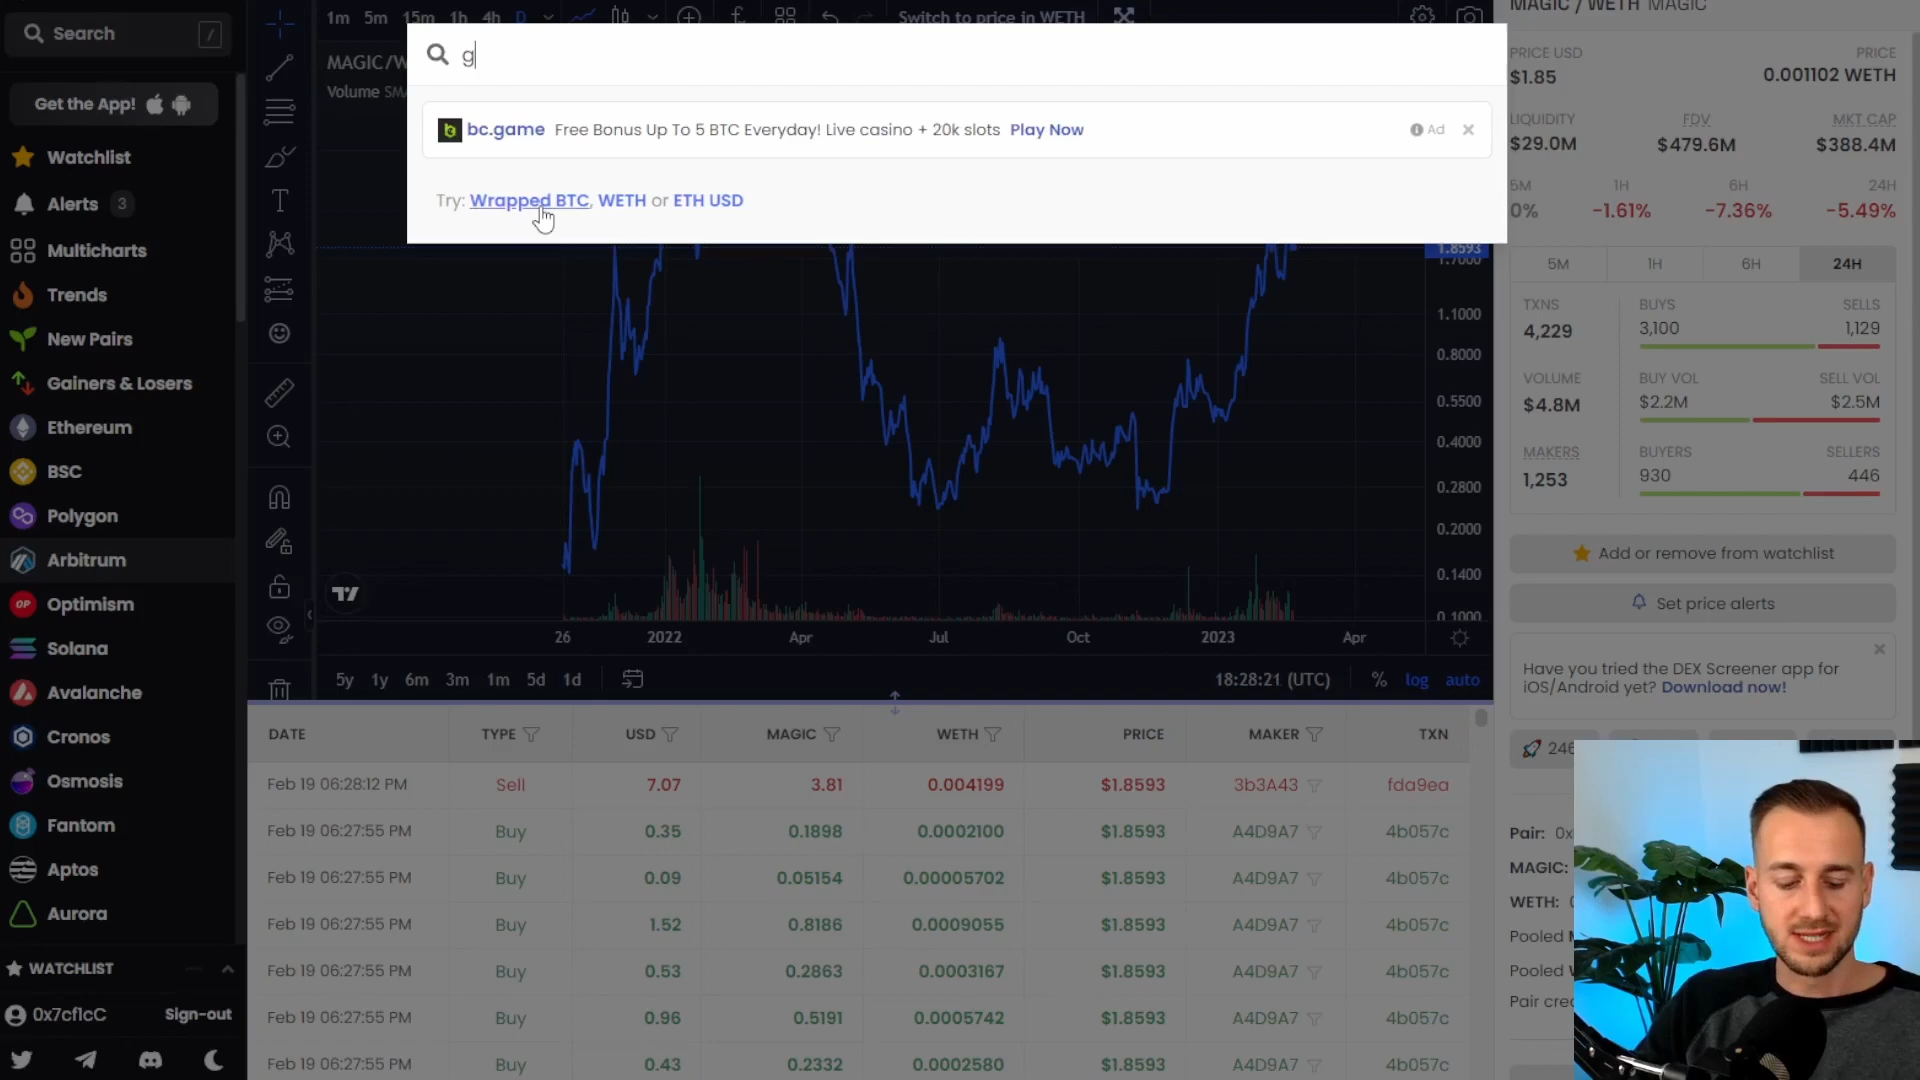 Search /
Get the App!
Watchlist
Alerts 3
Multicharts
Trends
New Pairs
Gainers & Losers
Ethereum
BSC
Polygon
Arbitrum
OP Optimism
Solana
Avalanche
Cronos
Osmosis
Fantom
Aptos
Aurora
WATCHLIST
0x7cf1cC Sign-out
1m 5m 15m 1h 4h D Switch to price in WETH
MAGIC/W
Volume SMA
g
bc.game Free Bonus Up To 5 BTC Everyday! Live casino + 20k slots Play Now Ad
Try: Wrapped BTC, WETH or ETH USD
1.8593
1.7000
1.1000
0.8000
0.5500
0.4000
0.2800
0.2000
0.1400
0.1000
26 2022 Apr Jul Oct 2023 Apr
5y 1y 6m 3m 1m 5d 1d 18:28:21 (UTC) % log auto
DATE TYPE USD MAGIC WETH PRICE MAKER TXN
Feb 19 06:28:12 PM Sell 7.07 3.81 0.004199 $1.8593 3b3A43 fda9ea
Feb 19 06:27:55 PM Buy 0.35 0.1898 0.0002100 $1.8593 A4D9A7 4b057c
Feb 19 06:27:55 PM Buy 0.09 0.05154 0.00005702 $1.8593 A4D9A7 4b057c
Feb 19 06:27:55 PM Buy 1.52 0.8186 0.0009055 $1.8593 A4D9A7 4b057c
Feb 19 06:27:55 PM Buy 0.53 0.2863 0.0003167 $1.8593 A4D9A7 4b057c
Feb 19 06:27:55 PM Buy 0.96 0.5191 0.0005742 $1.8593 A4D9A7 4b057c
Feb 19 06:27:55 PM Buy 0.43 0.2332 0.0002580 $1.8593 A4D9A7 4b057c
MAGIC / WETH MAGIC
PRICE USD PRICE
$1.85 0.001102 WETH
LIQUIDITY FDV MKT CAP
$29.0M $479.6M $388.4M
5M 1H 6H 24H
0% -1.61% -7.36% -5.49%
5M 1H 6H 24H
TXNS BUYS SELLS
4,229 3,100 1,129
VOLUME BUY VOL SELL VOL
$4.8M $2.2M $2.5M
MAKERS BUYERS SELLERS
1,253 930 446
Add or remove from watchlist
Set price alerts
Have you tried the DEX Screener app for
iOS/Android yet? Download now!
246
Pair: 0x
MAGIC:
WETH:
Pooled
Pooled
Pair cre